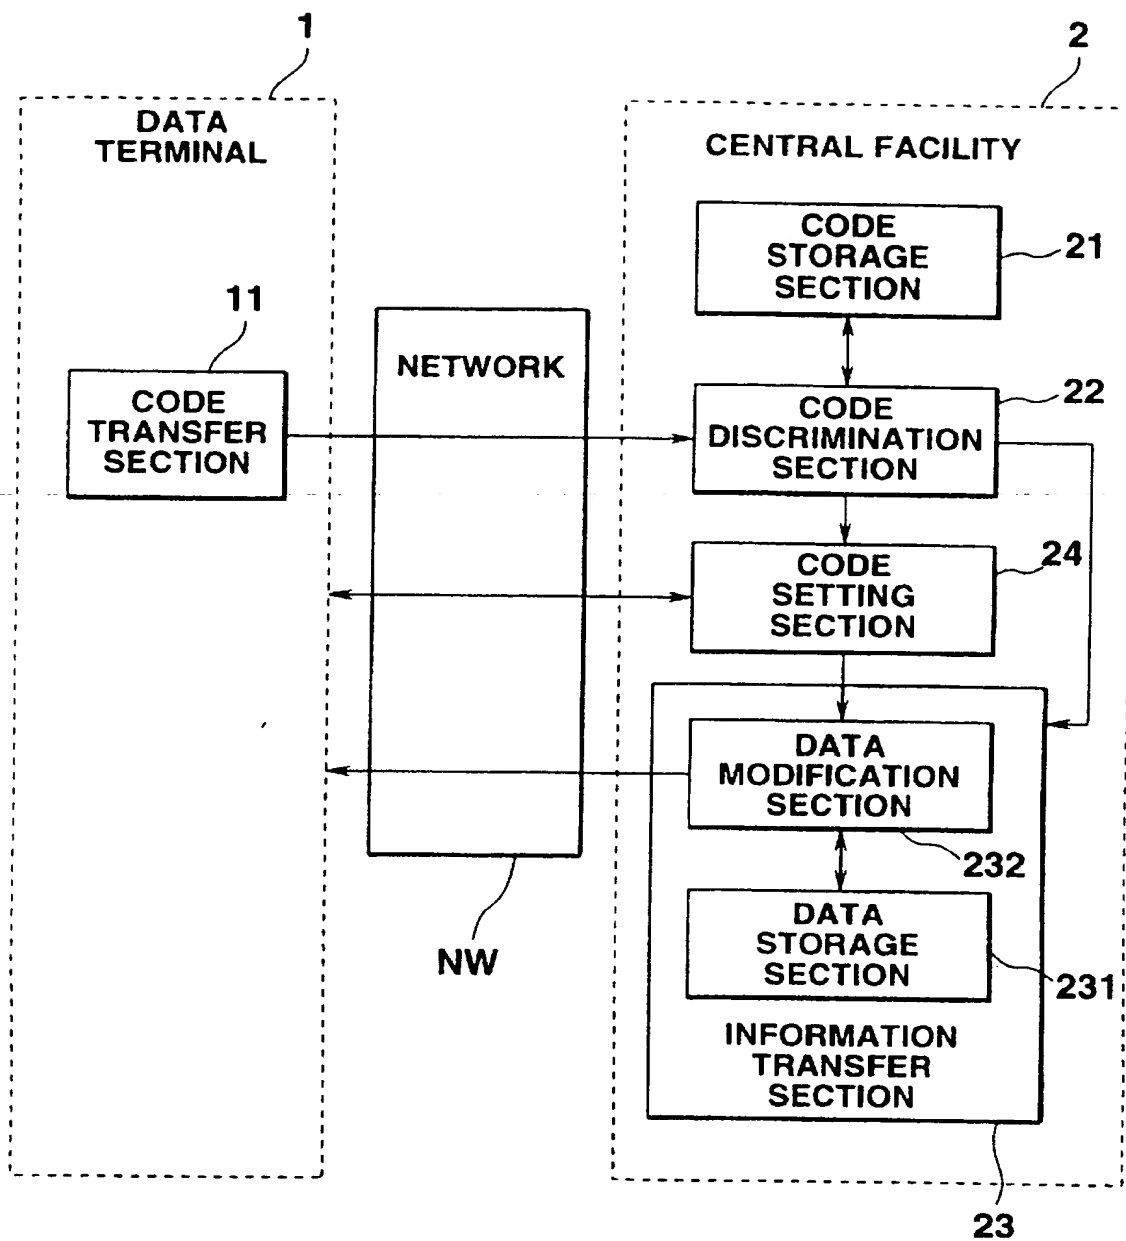 1
2
DATA
TERMINAL
CENTRAL FACILITY
CODE
STORAGE
SECTION
21
11
NETWORK
CODE
TRANSFER
SECTION
CODE
DISCRIMINATION
SECTION
22
CODE
SETTING
SECTION
24
DATA
MODIFICATION
SECTION
232
DATA
STORAGE
SECTION
231
NW
INFORMATION
TRANSFER
SECTION
23